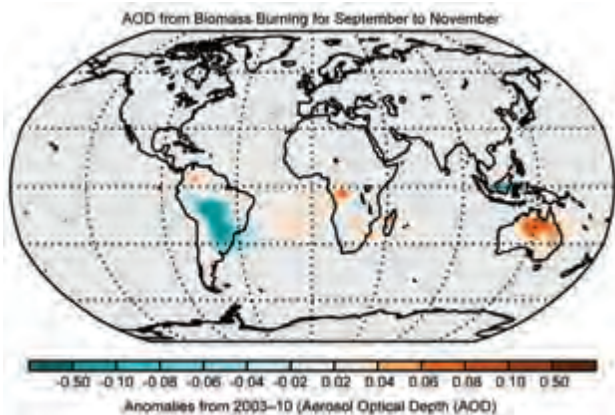 AOD from Biomass Burning for September to November
-0.50 -0.10 -0.06 -0.04 -0.02 0.02 0.04 0.06 0.08 0.10 0.50
Anomalies from 2003–10 (Aerosol Optical Depth (AOD)